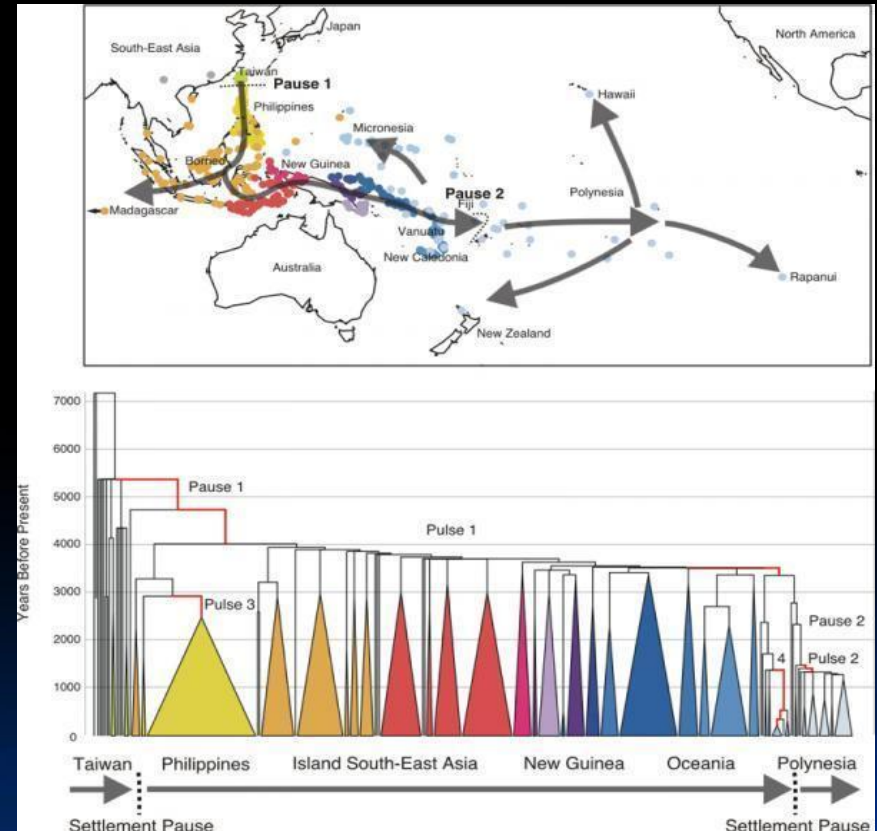 Japan
North America
South-East Asia
Taiwan
Pause 1
Philippines
Hawaii
Micronesia
Borneo
New Guinea
Pause 2
Polynesia
Fiji
Madagascar
Vanuatu
New Caledonia
Australia
Rapanui
New Zealand
7000
6000
5000
4000
3000
2000
1000
0
Years Before Present
Pause 1
Pulse 1
Pulse 3
Pause 2
4
Pulse 2
Taiwan Philippines Island South-East Asia New Guinea Oceania Polynesia
Settlement Pause Settlement Pause